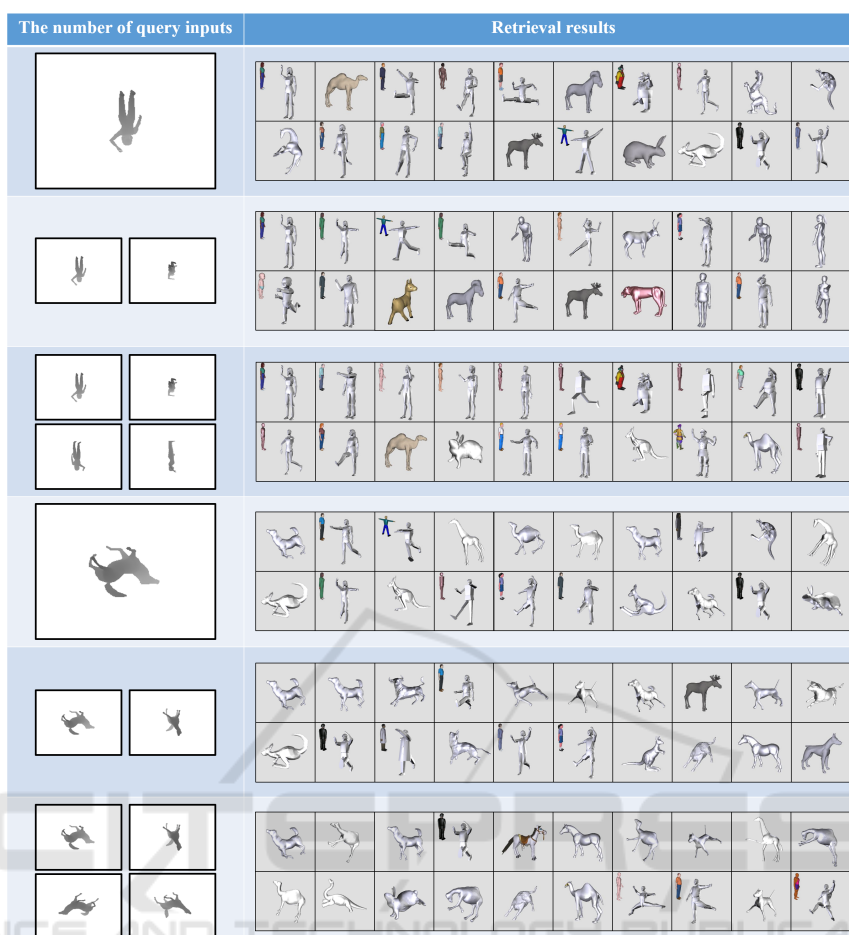 The number of query inputs
Retrieval results